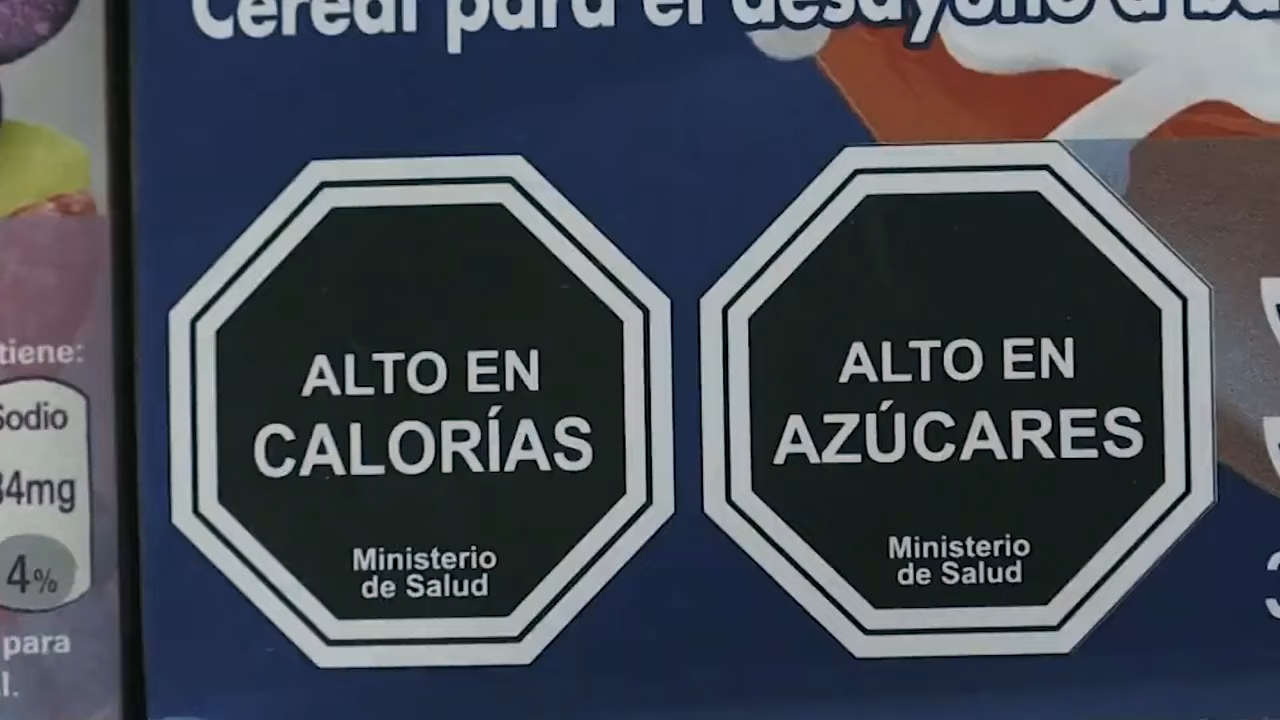 Cereal para el desayuno a
ALTO EN
CALORÍAS
Ministerio
de Salud
ALTO EN
AZÚCARES
Ministerio
de Salud
Sodio
4%
para